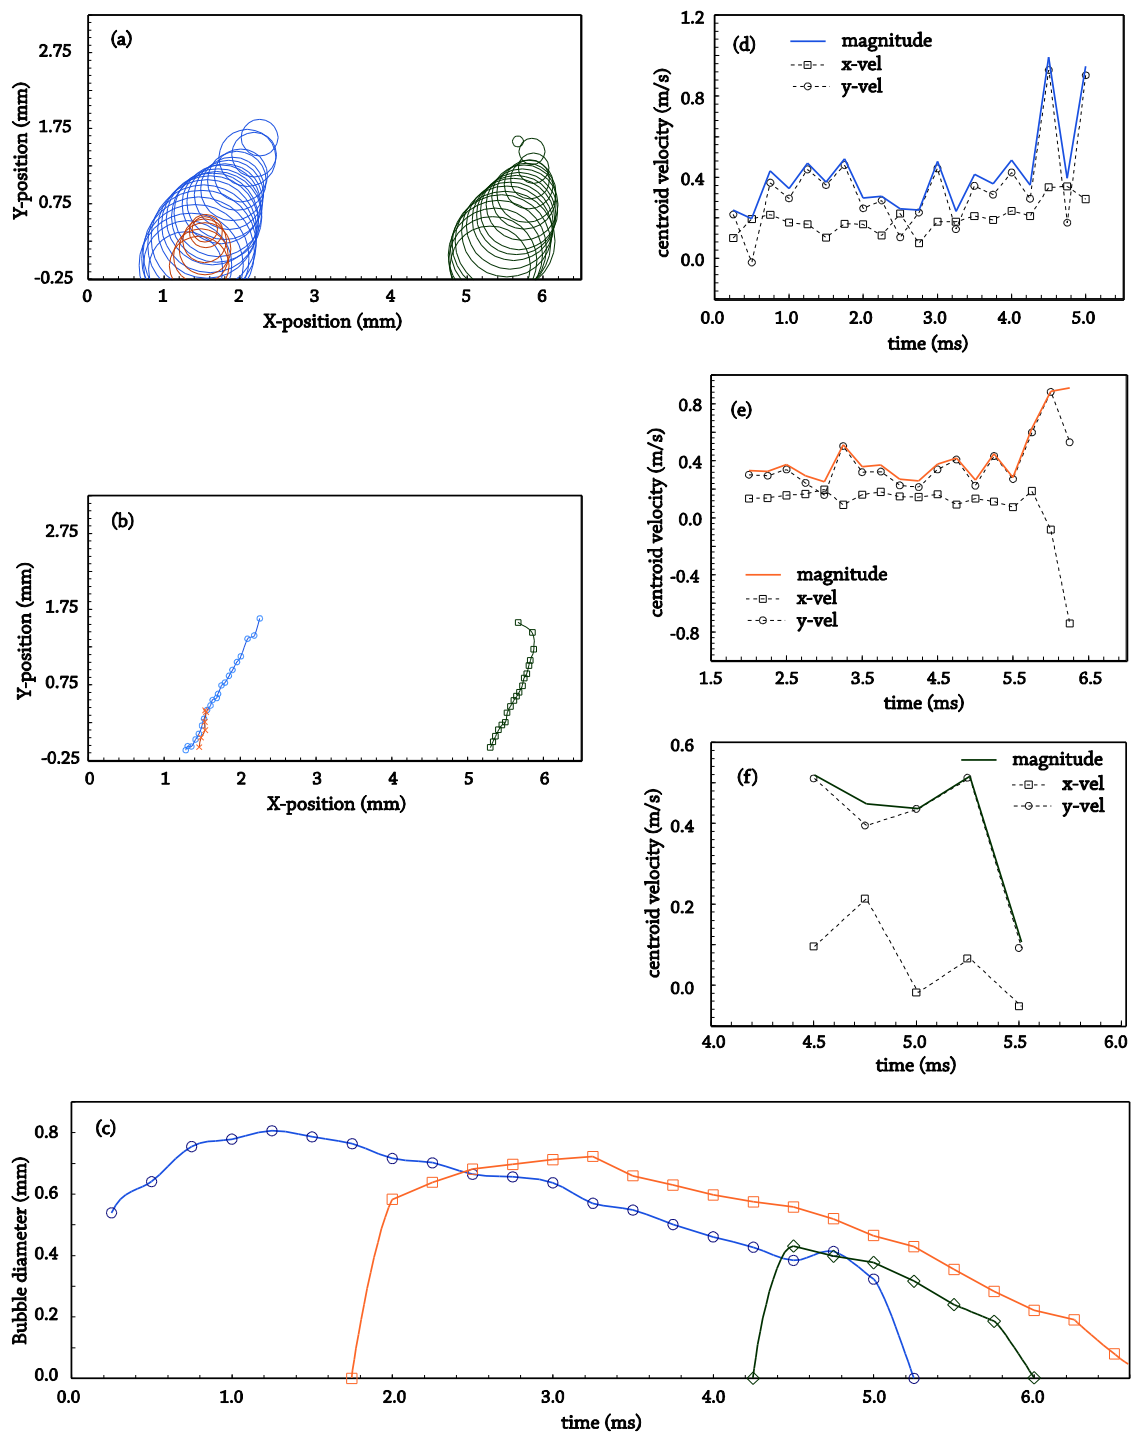 (a)
2.75
1.75
0.75
-0.25
Y-position (mm)
0 1 2 3 4 5 6
X-position (mm)
(d)
magnitude
x-vel
y-vel
1.2
0.8
0.4
0.0
centroid velocity (m/s)
0.0 1.0 2.0 3.0 4.0 5.0
time (ms)
(e)
0.8
0.4
0.0
-0.4
-0.8
centroid velocity (m/s)
magnitude
x-vel
y-vel
1.5 2.5 3.5 4.5 5.5 6.5
time (ms)
(b)
2.75
1.75
0.75
-0.25
Y-position (mm)
0 1 2 3 4 5 6
X-position (mm)
(f)
magnitude
x-vel
y-vel
0.6
0.4
0.2
0.0
centroid velocity (m/s)
4.0 4.5 5.0 5.5 6.0
time (ms)
(c)
0.8
0.6
0.4
0.2
0.0
Bubble diameter (mm)
0.0 1.0 2.0 3.0 4.0 5.0 6.0
time (ms)